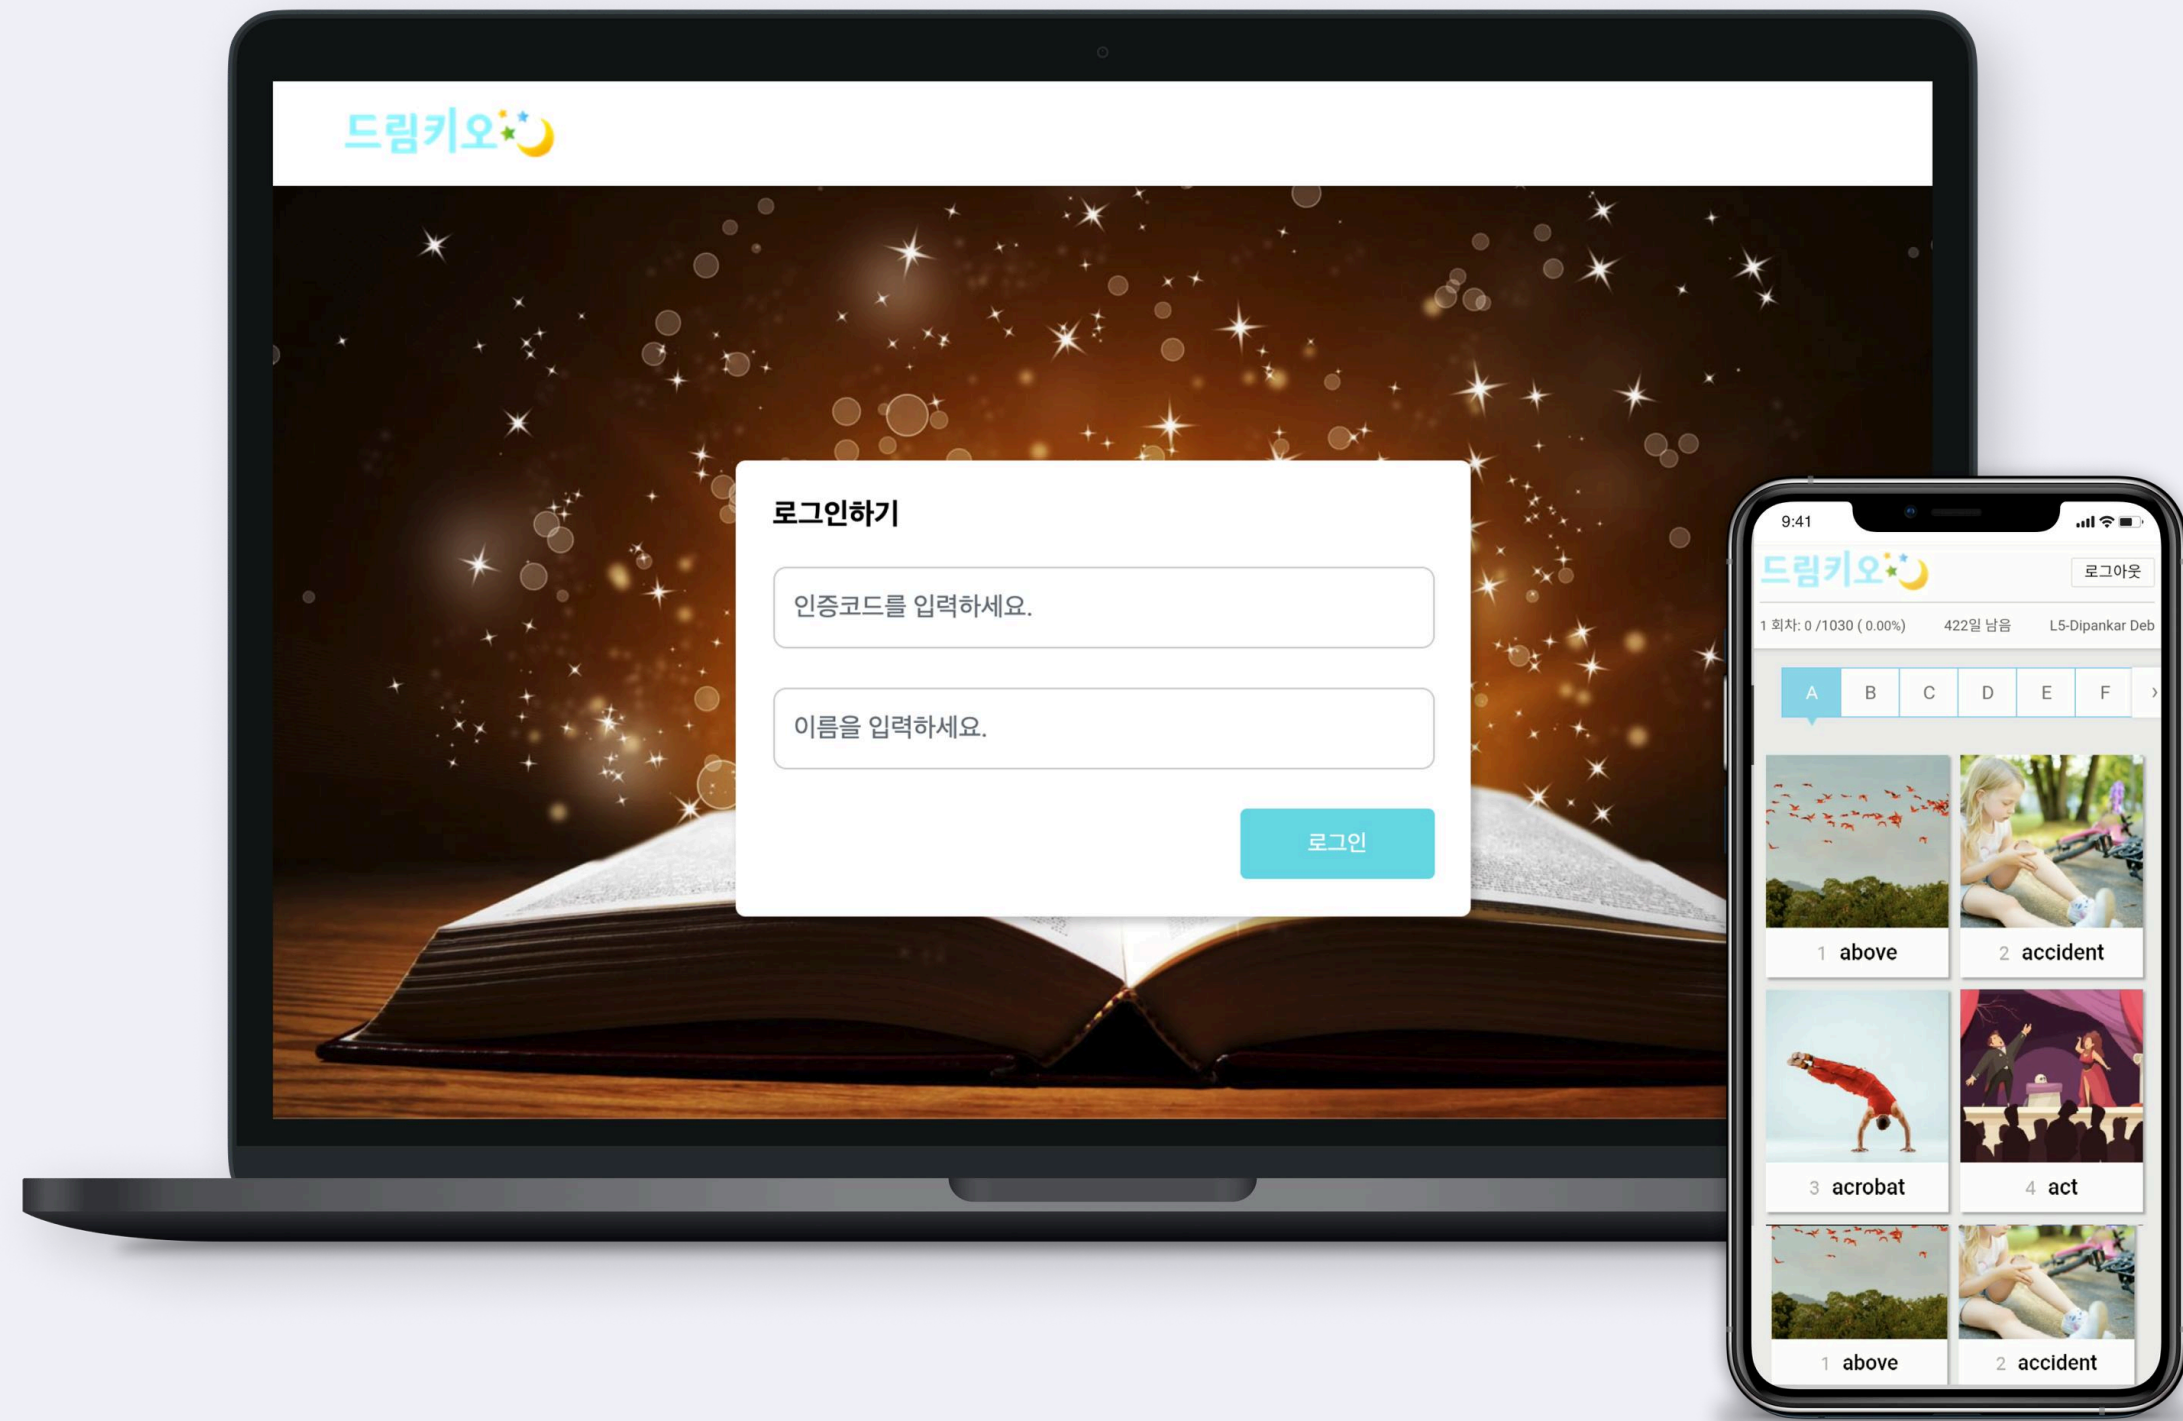 드림키오
로그인하기
인증코드를 입력하세요.
이름을 입력하세요.
로그인
9:41
드림키오
로그아웃
1 회차: 0 /1030 ( 0.00%) 422일 남음 L5-Dipankar Deb
A B C D E F ›
1 above
2 accident
3 acrobat
4 act
1 above
2 accident